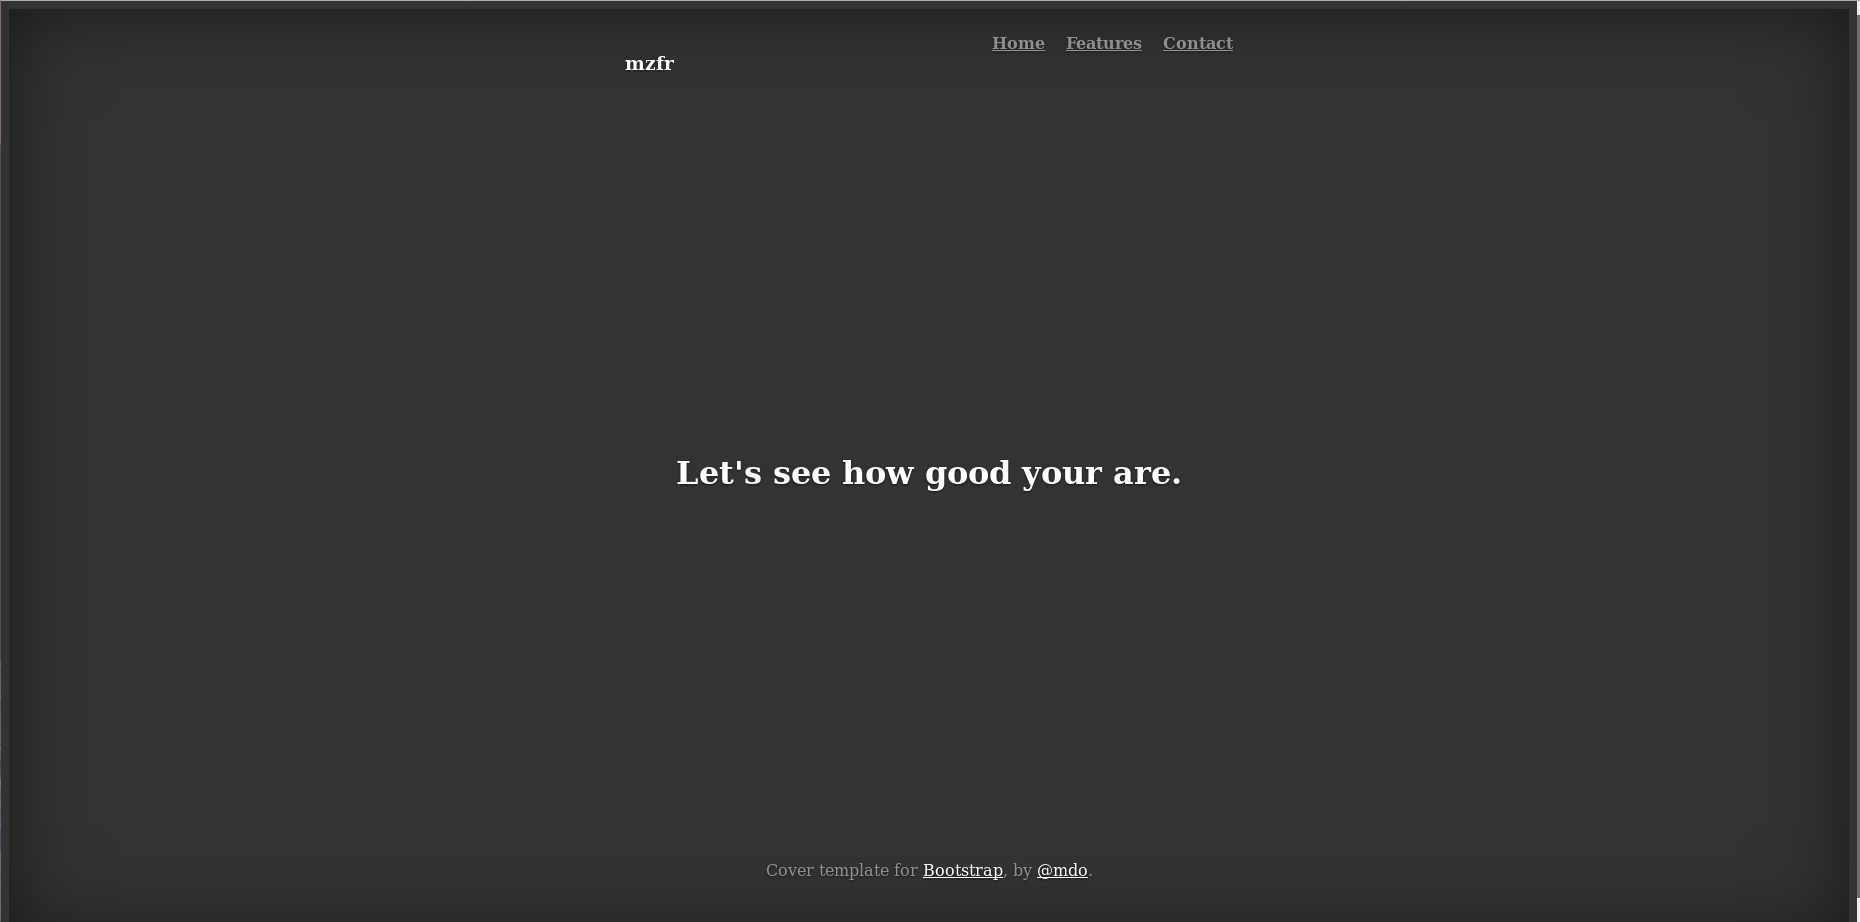 Home Features Contact
mzfr
Let's see how good your are.
Cover template for Bootstrap, by @mdo.